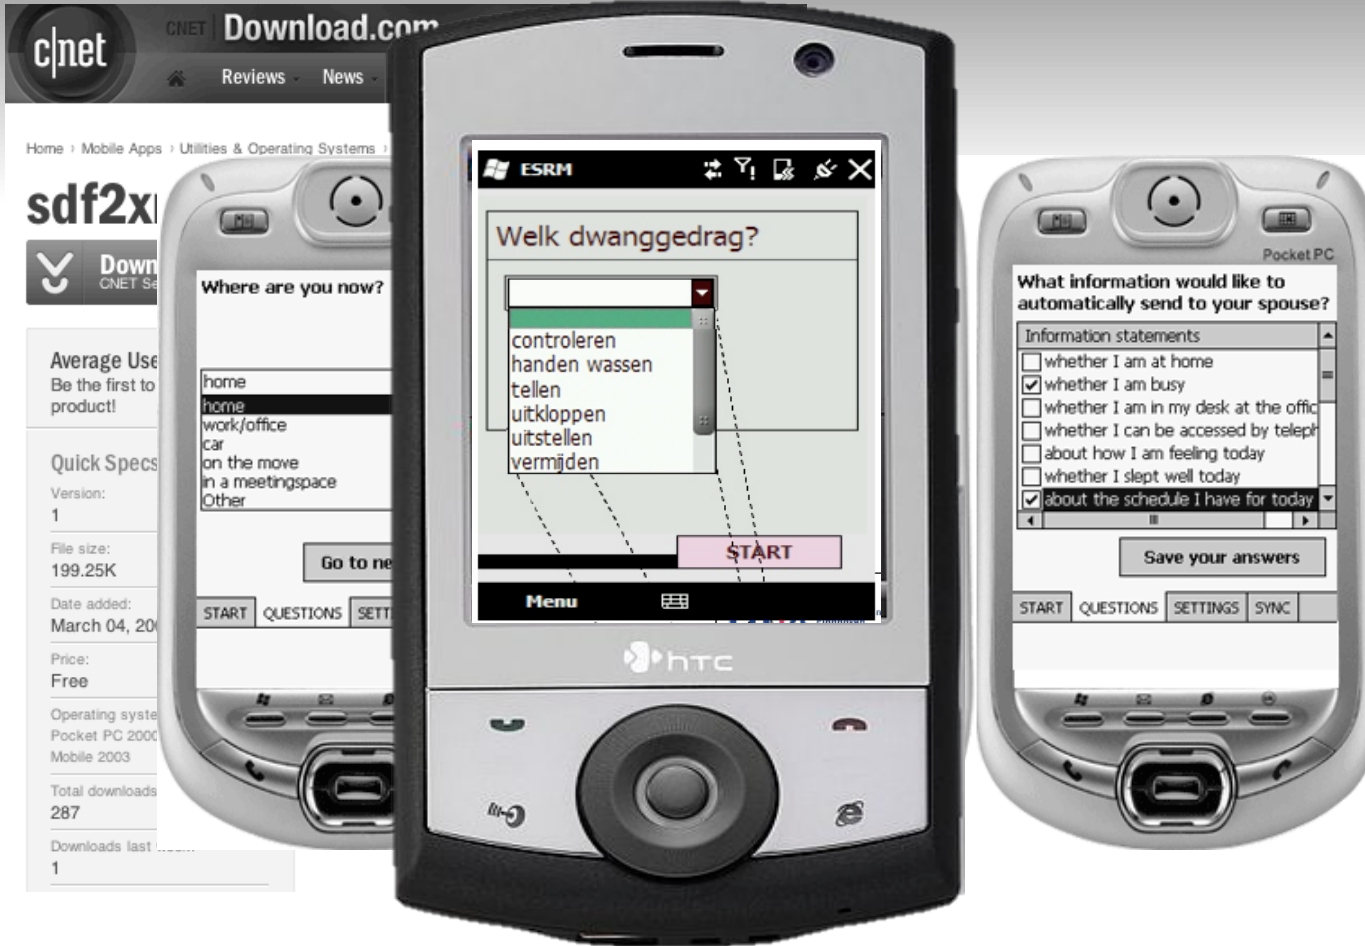 c|net
CNET Download.com
Reviews News
Home › Mobile Apps › Utilities & Operating Systems ›
sdf2x
Down
CNET Se
Average Use
Be the first to
product!
Quick Specs
Version:
1
File size:
199.25K
Date added:
March 04, 200
Price:
Free
Operating syste
Pocket PC 2000
Mobile 2003
Total downloads
287
Downloads last
1
Where are you now?
home
home
work/office
car
on the move
in a meetingspace
Other
Go to ne
START QUESTIONS SETT
ESRM
Welk dwanggedrag?
controleren
handen wassen
tellen
uitkloppen
uitstellen
vermijden
START
Menu
hTC
Pocket PC
What information would like to
automatically send to your spouse?
Information statements
whether I am at home
whether I am busy
whether I am in my desk at the offic
whether I can be accessed by teleph
about how I am feeling today
whether I slept well today
about the schedule I have for today
Save your answers
START QUESTIONS SETTINGS SYNC